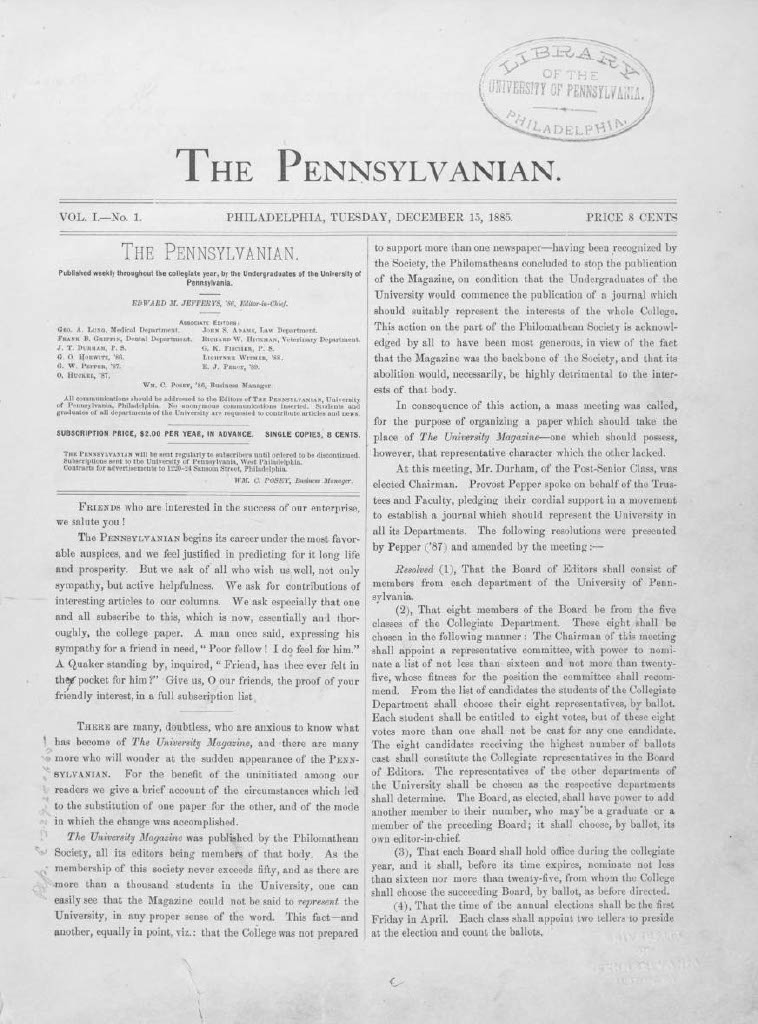 LIBRARY
OF THE
UNIVERSITY OF PENNSYLVANIA.
PHILADELPHIA.
THE PENNSYLVANIAN.
VOL. I.—No. 1. PHILADELPHIA, TUESDAY, DECEMBER 15, 1885. PRICE 8 CENTS
THE PENNSYLVANIAN.
Published weekly throughout the collegiate year, by the Undergraduates of the University of
Pennsylvania.
EDWARD M. JEFFERYS, '86, Editor-in-Chief.
ASSOCIATE EDITORS:
GEO. A. LUNG, Medical Department. JOHN S. ADAMS, Law Department.
FRANK B. GRIFFIN, Dental Department. RICHARD W. HICKMAN, Veterinary Department.
J. T. DURHAM, P. S. G. K. FISCHER, P. S.
G. Q. HORWITZ, '86. LIGHTNER WITMER, '88.
G. W. PEPPER, '87. E. J. PEROT, '89.
O. HUCKEL, '87.
WM. C. POSEY, '86, Business Manager.
All communications should be addressed to the Editors of THE PENNSYLVANIAN, University
of Pennsylvania, Philadelphia. No anonymous communications inserted. Students and
graduates of all departments of the University are requested to contribute articles and news.
SUBSCRIPTION PRICE, $2.00 PER YEAR, IN ADVANCE. SINGLE COPIES, 8 CENTS.
THE PENNSYLVANIAN will be sent regularly to subscribers until ordered to be discontinued.
Subscriptions sent to the University of Pennsylvania, West Philadelphia.
Contracts for advertisements to 1220-24 Sansom Street, Philadelphia.
WM. C. POSEY, Business Manager.
FRIENDS who are interested in the success of our enterprise,
we salute you!
The PENNSYLVANIAN begins its career under the most favor-
able auspices, and we feel justified in predicting for it long life
and prosperity. But we ask of all who wish us well, not only
sympathy, but active helpfulness. We ask for contributions of
interesting articles to our columns. We ask especially that one
and all subscribe to this, which is now, essentially and thor-
oughly, the college paper. A man once said, expressing his
sympathy for a friend in need, "Poor fellow! I do feel for him."
A Quaker standing by, inquired, "Friend, has thee ever felt in
they pocket for him?" Give us, O our friends, the proof of your
friendly interest, in a full subscription list
THERE are many, doubtless, who are anxious to know what
has become of The University Magazine, and there are many
more who will wonder at the sudden appearance of the PENN-
SYLVANIAN. For the benefit of the uninitiated among our
readers we give a brief account of the circumstances which led
to the substitution of one paper for the other, and of the mode
in which the change was accomplished.
The University Magazine was published by the Philomathean
Society, all its editors being members of that body. As the
membership of this society never exceeds fifty, and as there are
more than a thousand students in the University, one can
easily see that the Magazine could not be said to represent the
University, in any proper sense of the word. This fact—and
another, equally in point, viz.: that the College was not prepared
to support more than one newspaper—having been recognized by
the Society, the Philomatheans concluded to stop the publication
of the Magazine, on condition that the Undergraduates of the
University would commence the publication of a journal which
should suitably represent the interests of the whole College.
This action on the part of the Philomathean Society is acknowl-
edged by all to have been most generous, in view of the fact
that the Magazine was the backbone of the Society, and that its
abolition would, necessarily, be highly detrimental to the inter-
ests of that body.
In consequence of this action, a mass meeting was called,
for the purpose of organizing a paper which should take the
place of The University Magazine—one which should possess,
however, that representative character which the other lacked.
At this meeting, Mr. Durham, of the Post-Senior Class, was
elected Chairman. Provost Pepper spoke on behalf of the Trus-
tees and Faculty, pledging their cordial support in a movement
to establish a journal which should represent the University in
all its Departments. The following resolutions were presented
by Pepper ('87) and amended by the meeting:—
Resolved (1), That the Board of Editors shall consist of
members from each department of the University of Penn-
sylvania.
(2), That eight members of the Board be from the five
classes of the Collegiate Department. These eight shall be
chosen in the following manner: The Chairman of this meeting
shall appoint a representative committee, with power to nomi-
nate a list of not less than sixteen and not more than twenty-
five, whose fitness for the position the committee shall recom-
mend. From the list of candidates the students of the Collegiate
Department shall choose their eight representatives, by ballot.
Each student shall be entitled to eight votes, but of these eight
votes more than one shall not be cast for any one candidate.
The eight candidates receiving the highest number of ballots
cast shall constitute the Collegiate representatives in the Board
of Editors. The representatives of the other departments of
the University shall be chosen as the respective departments
shall determine. The Board, as elected, shall have power to add
another member to their number, who may be a graduate or a
member of the preceding Board; it shall choose, by ballot, its
own editor-in-chief.
(3), That each Board shall hold office during the collegiate
year, and it shall, before its time expires, nominate not less
than sixteen nor more than twenty-five, from whom the College
shall choose the succeeding Board, by ballot, as before directed.
(4), That the time of the annual elections shall be the first
Friday in April. Each class shall appoint two tellers to preside
at the election and count the ballots.